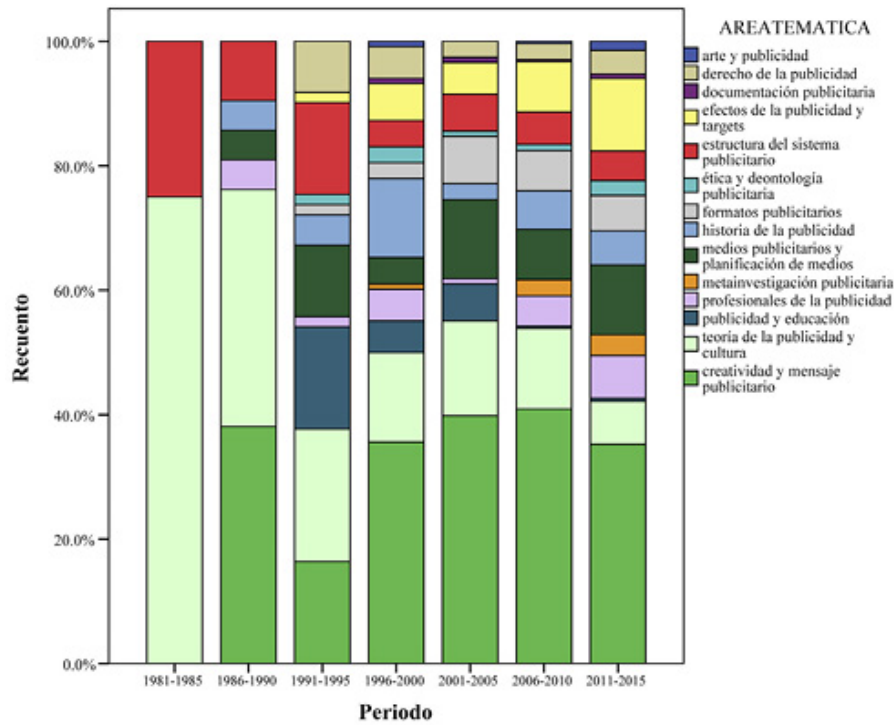 AREATEMATICA
100.0%
80.0%
60.0%
40.0%
20.0%
0.0%
Recuento
arte y publicidad
derecho de la publicidad
documentación publicitaria
efectos de la publicidad y
targets
estructura del sistema
publicitario
ética y deontología
publicitaria
formatos publicitarios
historia de la publicidad
medios publicitarios y
planificación de medios
metainvestigación publicitaria
profesionales de la publicidad
publicidad y educación
teoría de la publicidad y
cultura
creatividad y mensaje
publicitario
1981-1985 1986-1990 1991-1995 1996-2000 2001-2005 2006-2010 2011-2015
Periodo